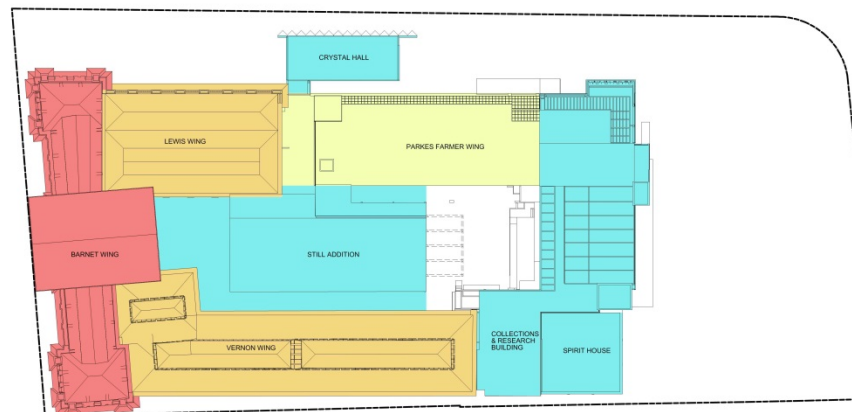 CRYSTAL HALL
LEWIS WING
PARKES FARMER WING
BARNET WING
STILL ADDITION
VERNON WING
COLLECTIONS
& RESEARCH
BUILDING
SPIRIT HOUSE